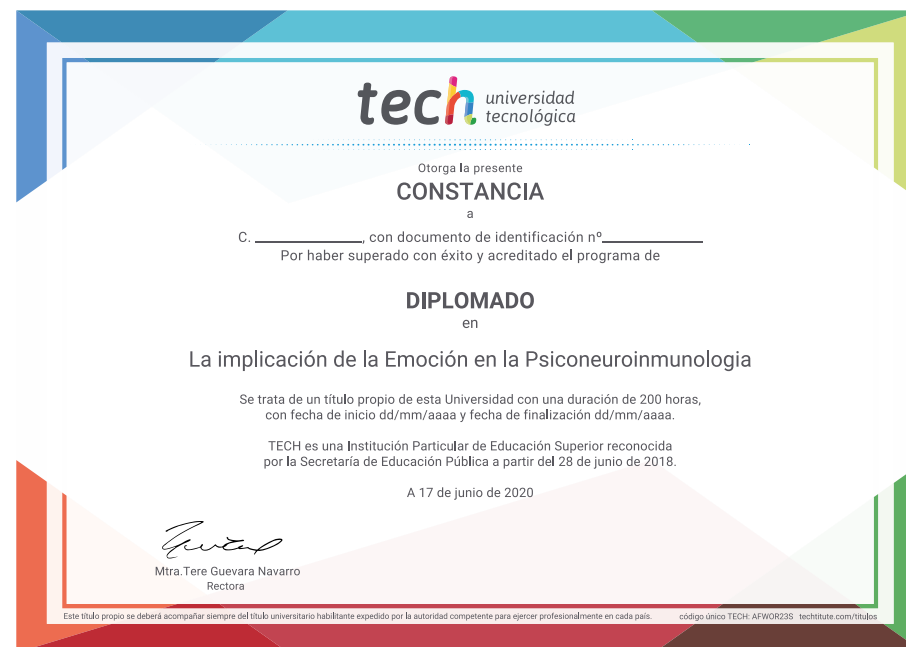 tech universidad
tecnológica
Otorga la presente
CONSTANCIA
a
C. ____________, con documento de identificación nº____________
Por haber superado con éxito y acreditado el programa de
DIPLOMADO
en
La implicación de la Emoción en la Psiconeuroinmunologia
Se trata de un título propio de esta Universidad con una duración de 200 horas,
con fecha de inicio dd/mm/aaaa y fecha de finalización dd/mm/aaaa.
TECH es una Institución Particular de Educación Superior reconocida
por la Secretaría de Educación Pública a partir del 28 de junio de 2018.
A 17 de junio de 2020
Mtra.Tere Guevara Navarro
Rectora
Este título propio se deberá acompañar siempre del título universitario habilitante expedido por la autoridad competente para ejercer profesionalmente en cada país. código único TECH: AFWOR23S techtitute.com/titulos